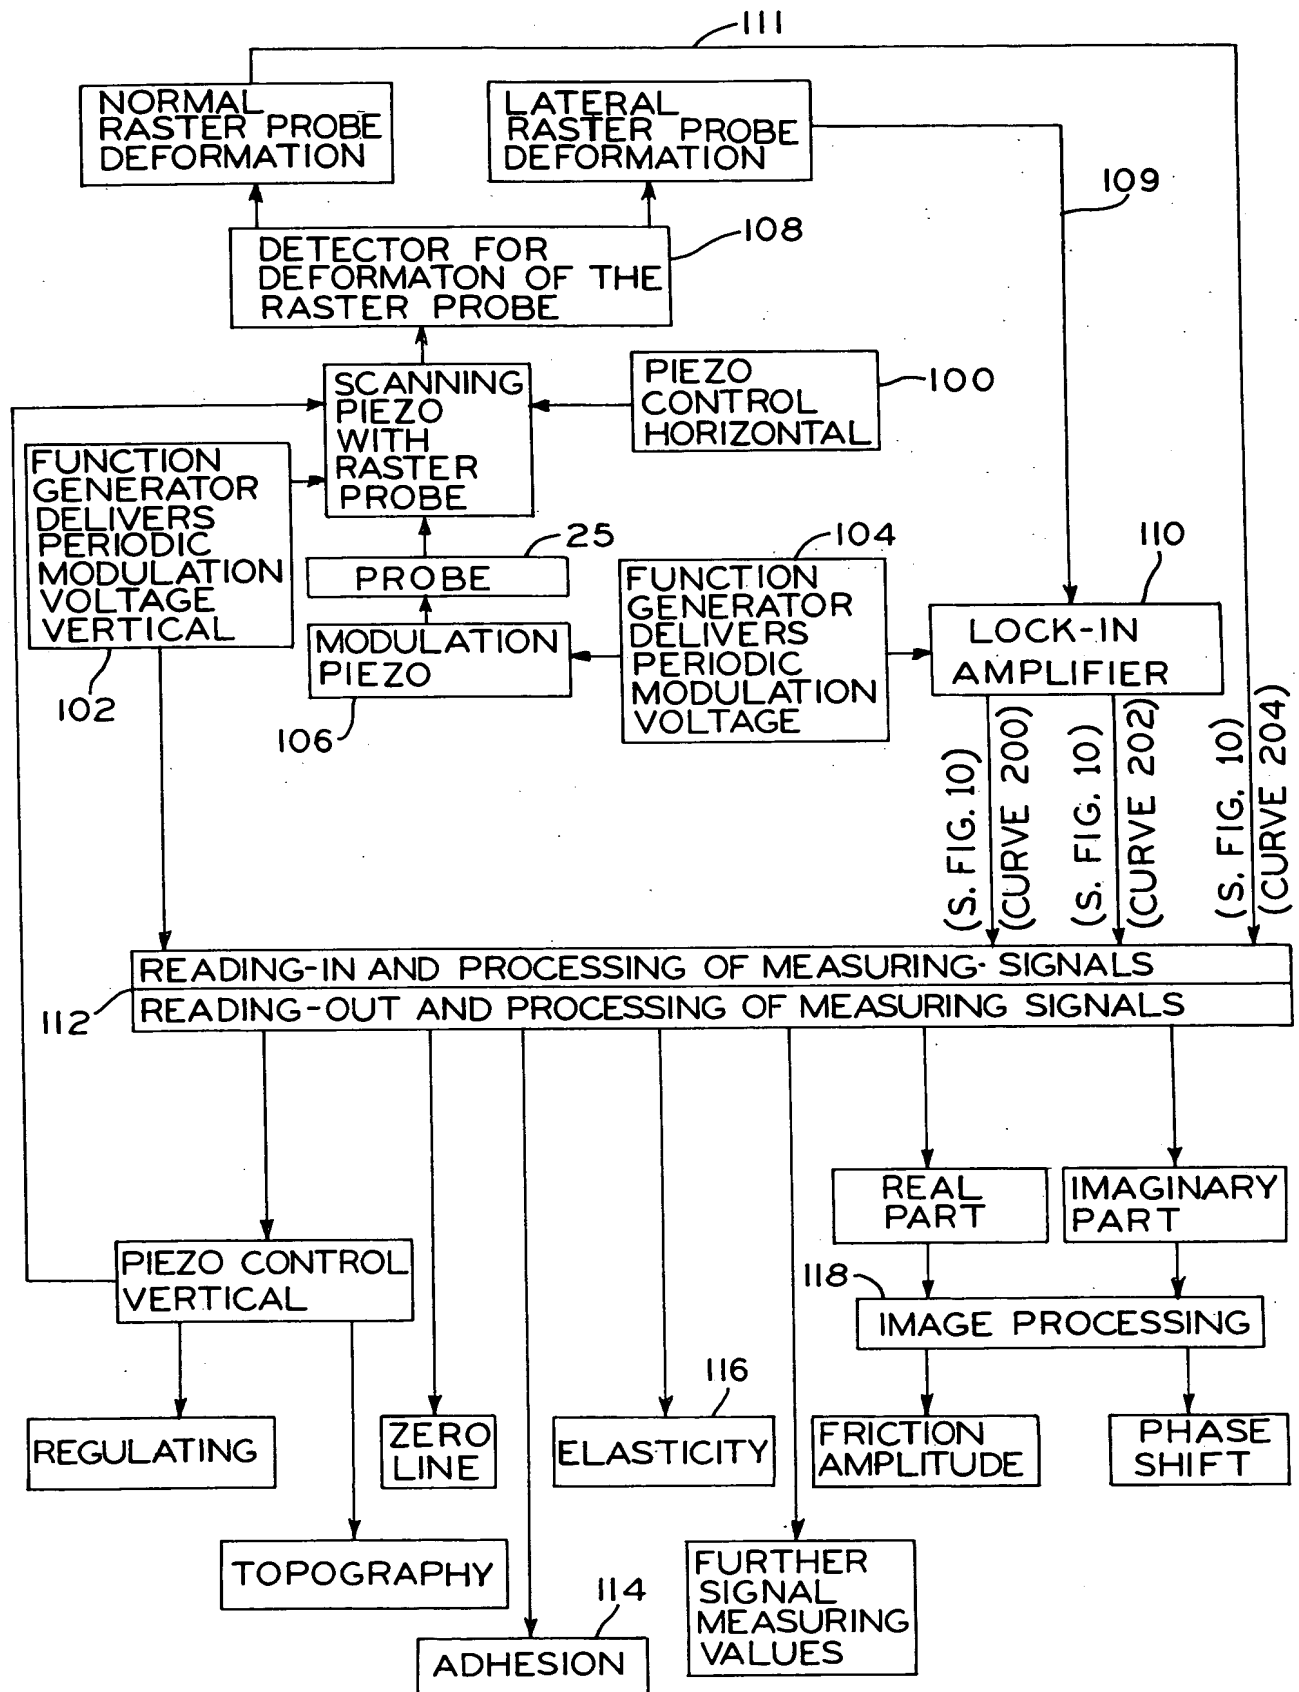 111
NORMAL
RASTER PROBE
DEFORMATION
LATERAL
RASTER PROBE
DEFORMATION
109
DETECTOR FOR
DEFORMATON OF THE
RASTER PROBE
108
SCANNING
PIEZO
WITH
RASTER
PROBE
PIEZO
CONTROL
HORIZONTAL
100
FUNCTION
GENERATOR
DELIVERS
PERIODIC
MODULATION
VOLTAGE
VERTICAL
102
25
PROBE
MODULATION
PIEZO
106
104
FUNCTION
GENERATOR
DELIVERS
PERIODIC
MODULATION
VOLTAGE
110
LOCK-IN
AMPLIFIER
(S. FIG. 10)
(CURVE 200)
(S. FIG. 10)
(CURVE 202)
(S. FIG. 10)
(CURVE 204)
READING-IN AND PROCESSING OF MEASURING SIGNALS
112
READING-OUT AND PROCESSING OF MEASURING SIGNALS
REAL
PART
IMAGINARY
PART
PIEZO CONTROL
VERTICAL
118
IMAGE PROCESSING
REGULATING
ZERO
LINE
116
ELASTICITY
FRICTION
AMPLITUDE
PHASE
SHIFT
TOPOGRAPHY
114
ADHESION
FURTHER
SIGNAL
MEASURING
VALUES